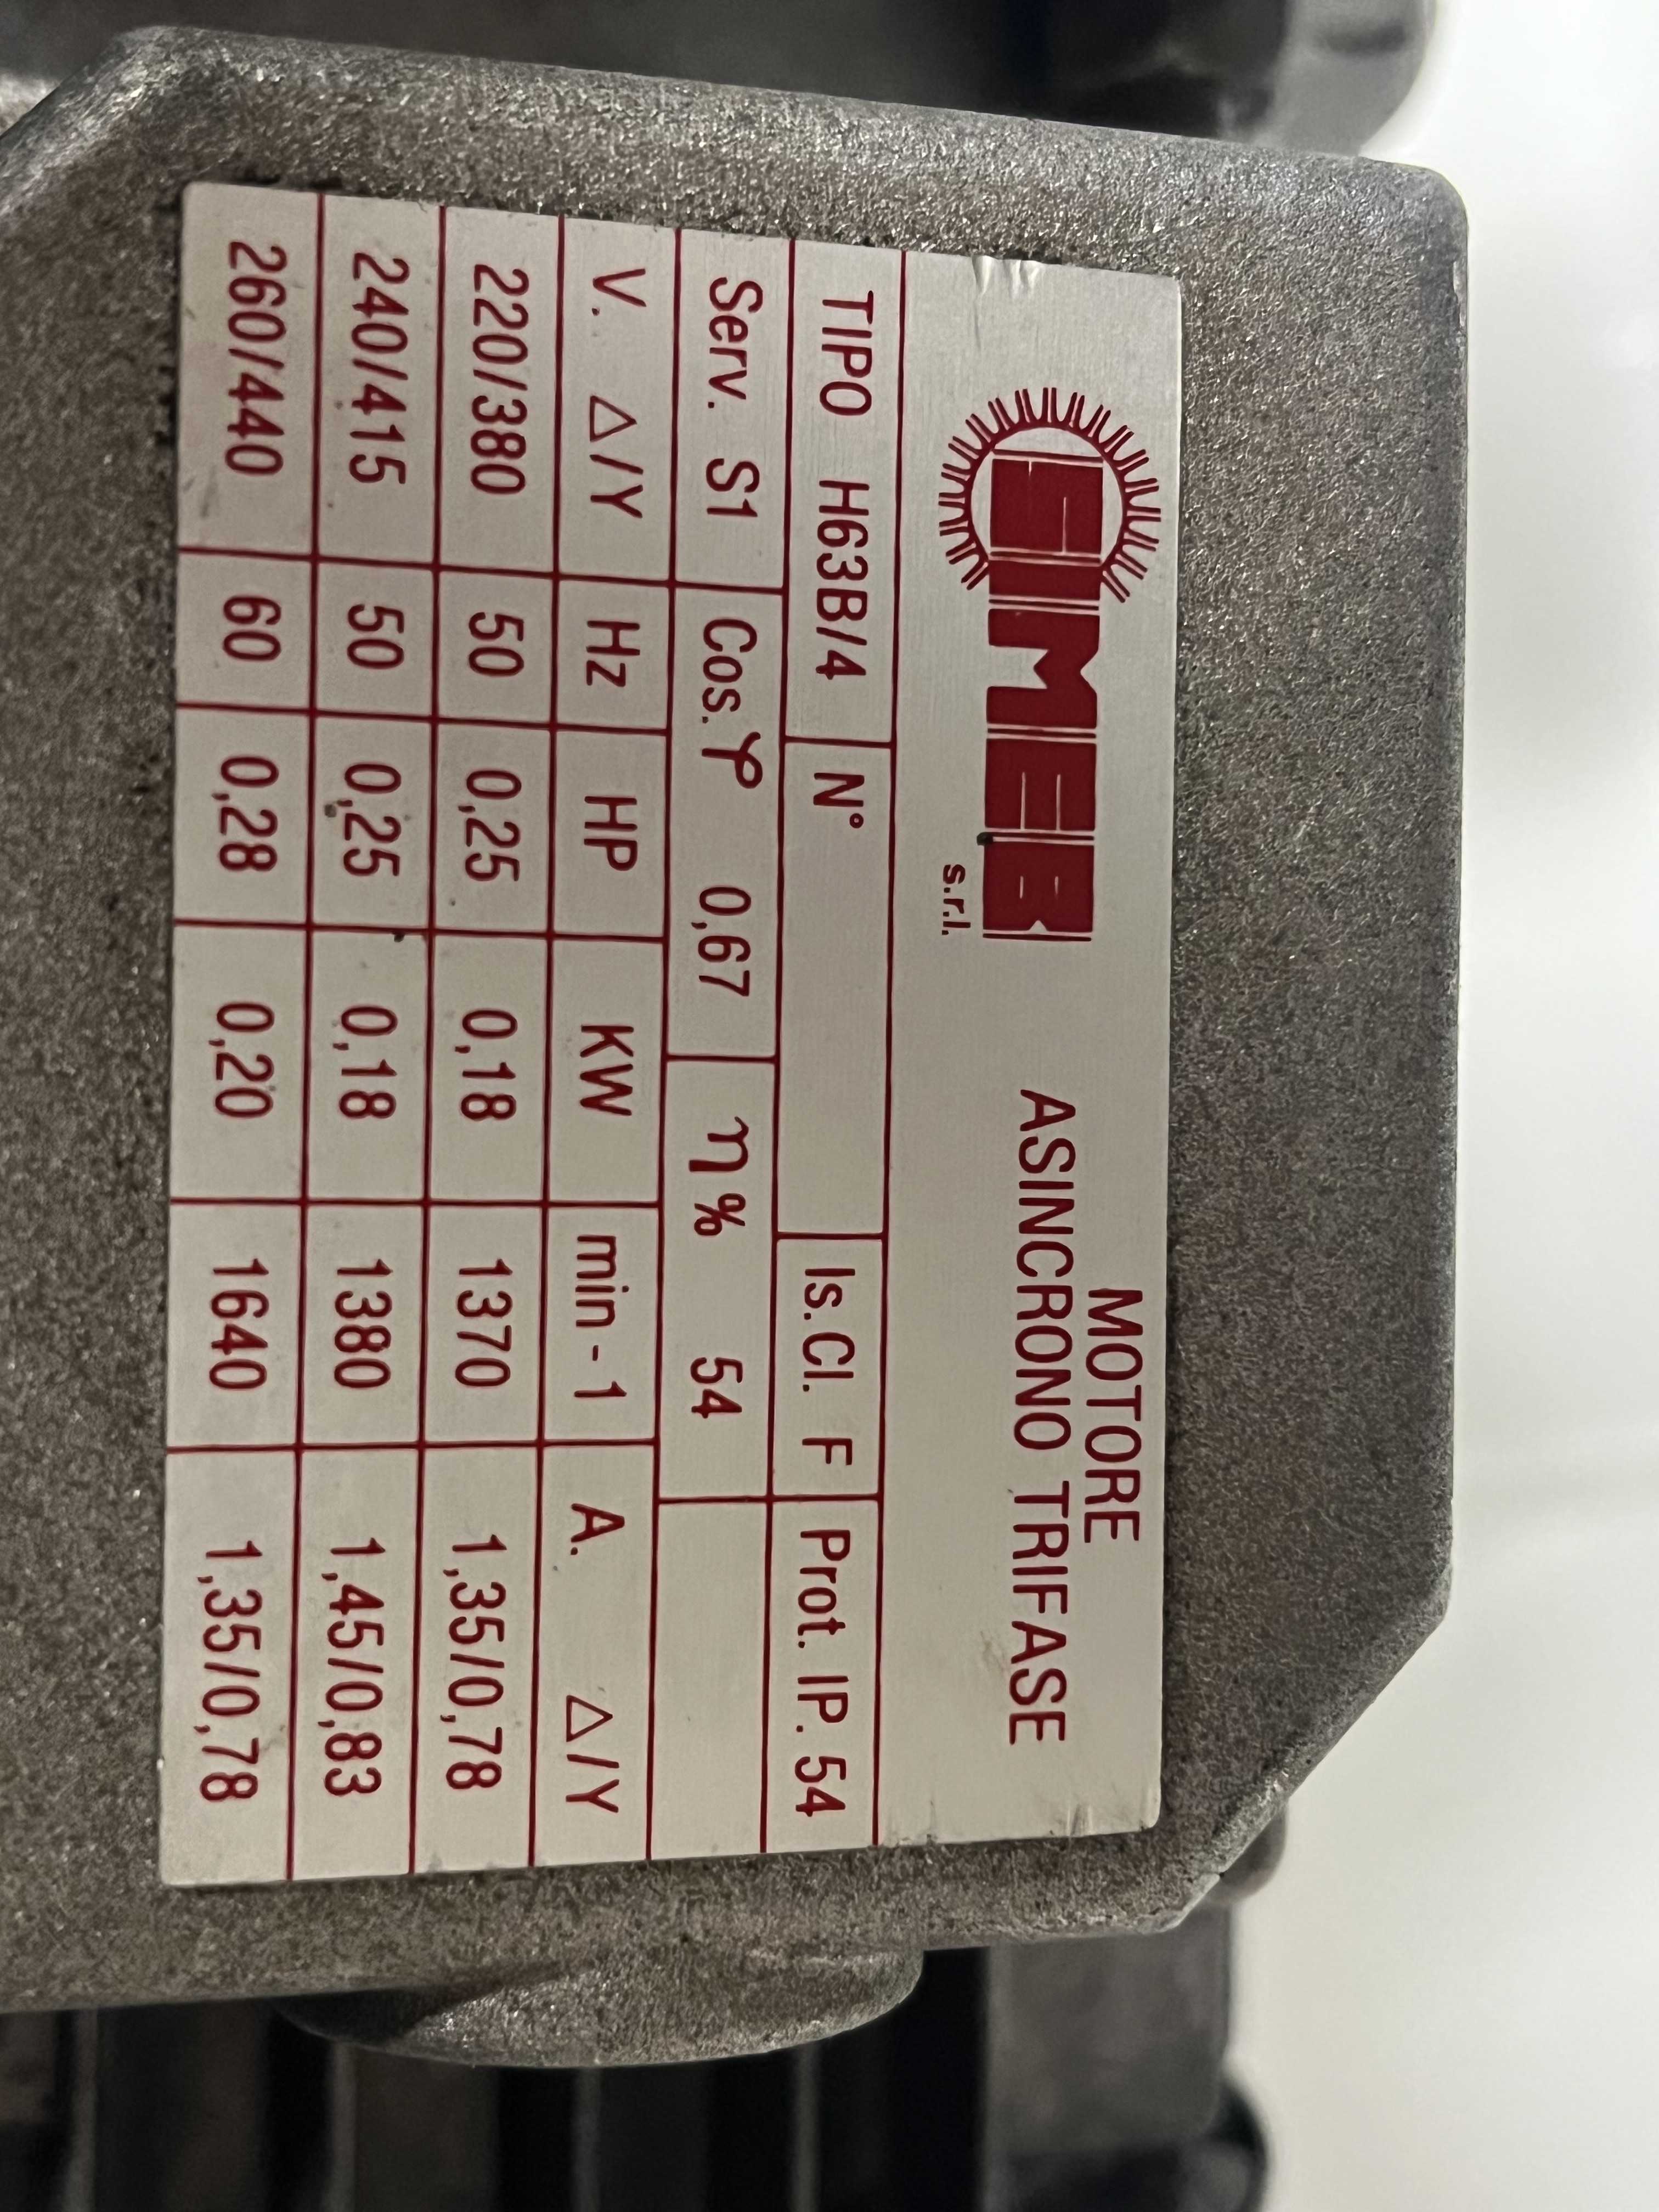 SIMEB
s.r.l.
MOTORE
ASINCRONO TRIFASE
TIPO H63B/4 N° Is.Cl. F Prot. IP. 54
Serv. S1 Cos.φ 0,67 η% 54
V. Δ/Y Hz HP KW min-1 A. Δ/Y
220/380 50 0,25 0,18 1370 1,35/0,78
240/415 50 0,25 0,18 1380 1,45/0,83
260/440 60 0,28 0,20 1640 1,35/0,78